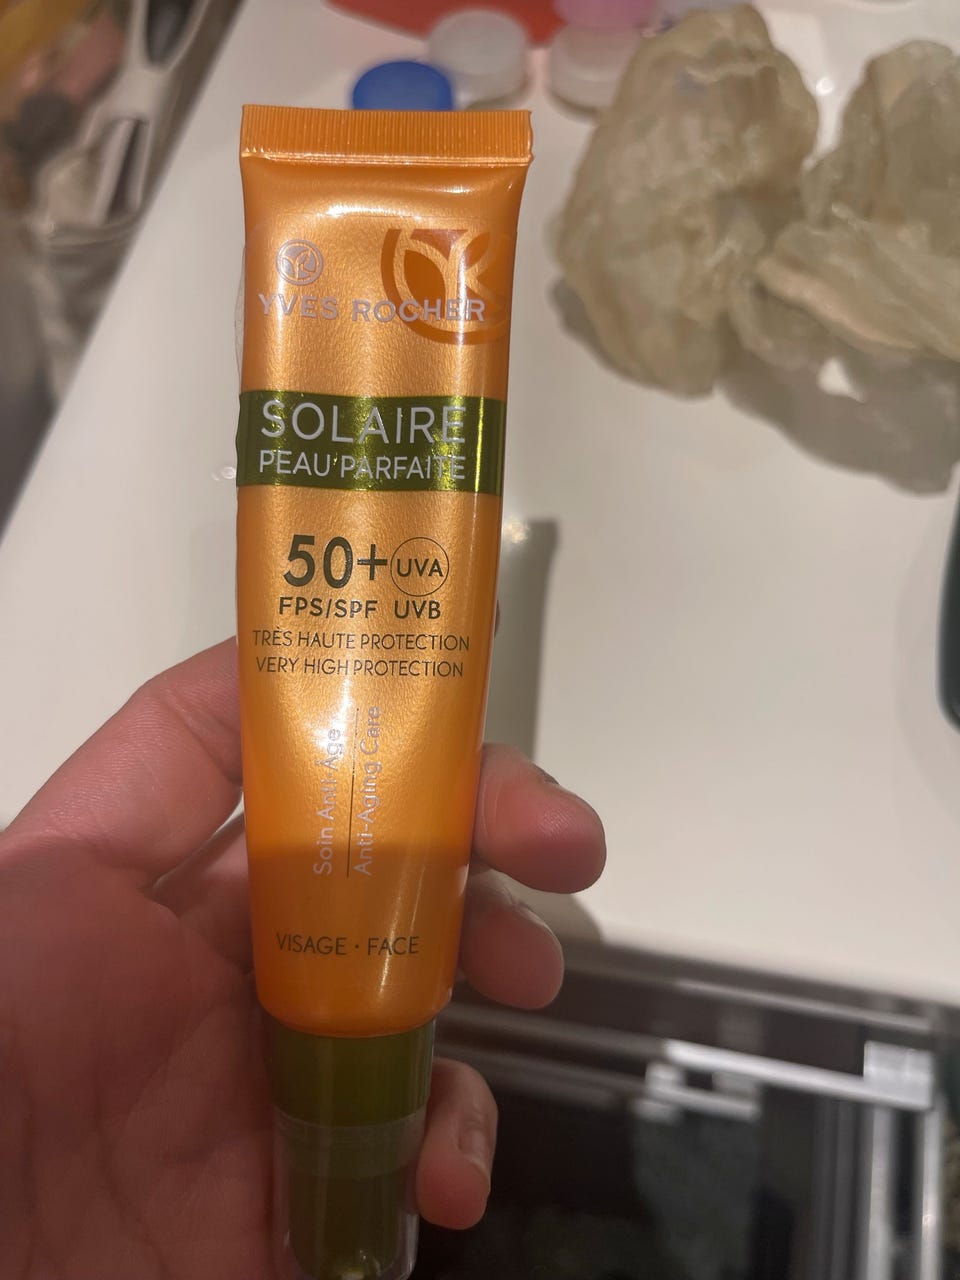 YVES ROCHER
SOLAIRE
PEAU PARFAITE
50+ UVA
FPS/SPF UVB
TRÈS HAUTE PROTECTION
VERY HIGH PROTECTION
Soin Anti-Âge
Anti-Aging Care
VISAGE · FACE